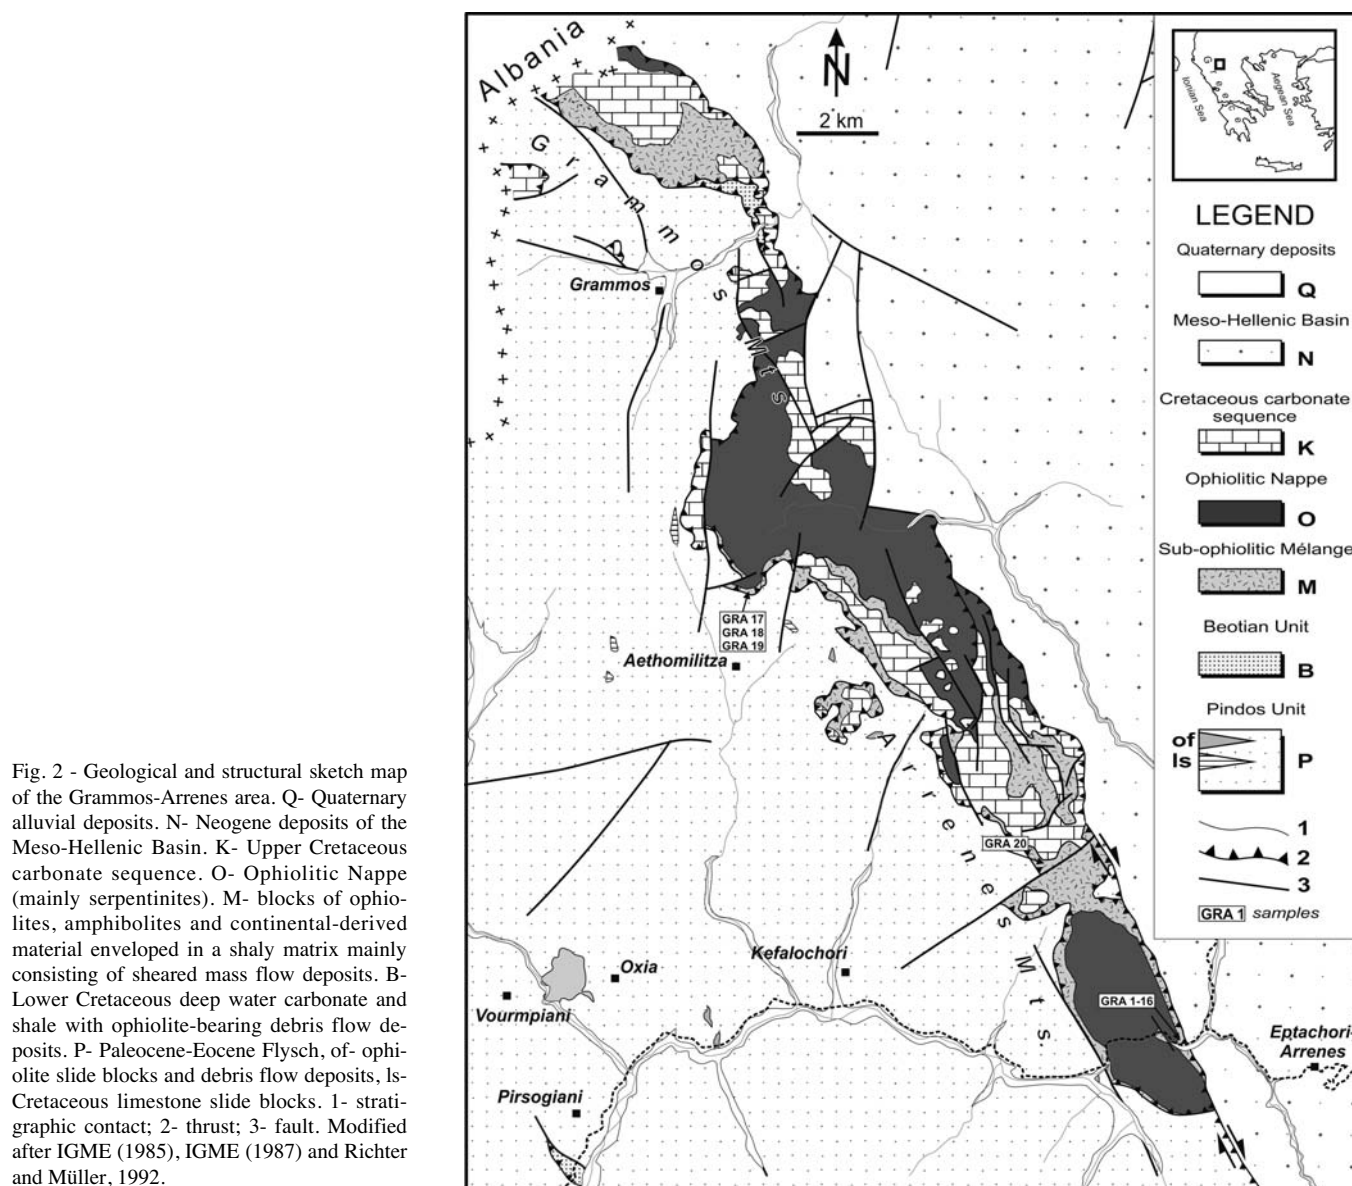 Fig. 2 - Geological and structural sketch map
of the Grammos-Arrenes area. Q- Quaternary
alluvial deposits. N- Neogene deposits of the
Meso-Hellenic Basin. K- Upper Cretaceous
carbonate sequence. O- Ophiolitic Nappe
(mainly serpentinites). M- blocks of ophio-
lites, amphibolites and continental-derived
material enveloped in a shaly matrix mainly
consisting of sheared mass flow deposits. B-
Lower Cretaceous deep water carbonate and
shale with ophiolite-bearing debris flow de-
posits. P- Paleocene-Eocene Flysch, of- ophi-
olite slide blocks and debris flow deposits, ls-
Cretaceous limestone slide blocks. 1- strati-
graphic contact; 2- thrust; 3- fault. Modified
after IGME (1985), IGME (1987) and Richter
and Müller, 1992.
Albania
N
2 km
Grammos Mts
Grammos
GRA 17
GRA 18
GRA 19
Aethomilitza
Arrenes Mts.
GRA 20
Kefalochori
Oxia
Vourmpiani
Pirsogiani
GRA 1-16
Eptachori-
Arrenes
Greece
Ionian Sea
Aegean Sea
LEGEND
Quaternary deposits
Q
Meso-Hellenic Basin
N
Cretaceous carbonate
sequence
K
Ophiolitic Nappe
O
Sub-ophiolitic Mélange
M
Beotian Unit
B
Pindos Unit
of
ls
P
1
2
3
GRA 1 samples